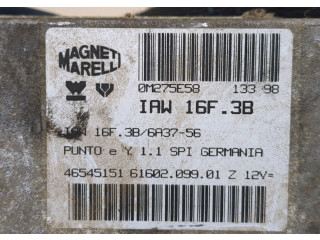 MAGNETI
MARELLI
0M275E58 133 98
IAW 16F.3B
IAW 16F.3B/6A37-56
PUNTO e Y 1.1 SPI GERMANIA
46545151 61602.099.01 Z 12V=